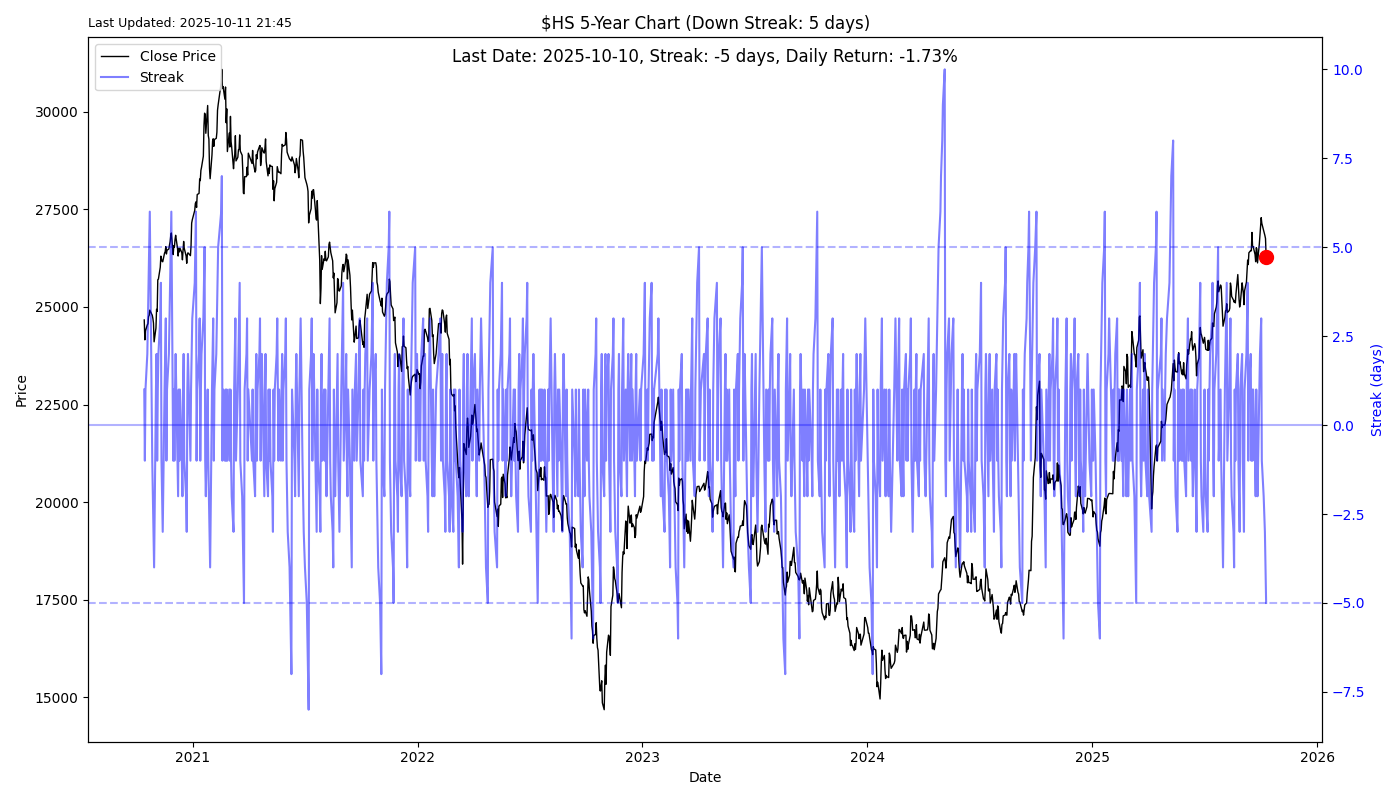 Last Updated: 2025-10-11 21:45
$HS 5-Year Chart (Down Streak: 5 days)
Last Date: 2025-10-10, Streak: -5 days, Daily Return: -1.73%
Close Price
Streak
30000
27500
25000
22500
20000
17500
15000
Price
10.0
7.5
5.0
2.5
0.0
−2.5
−5.0
−7.5
Streak (days)
2021
2022
2023
2024
2025
2026
Date